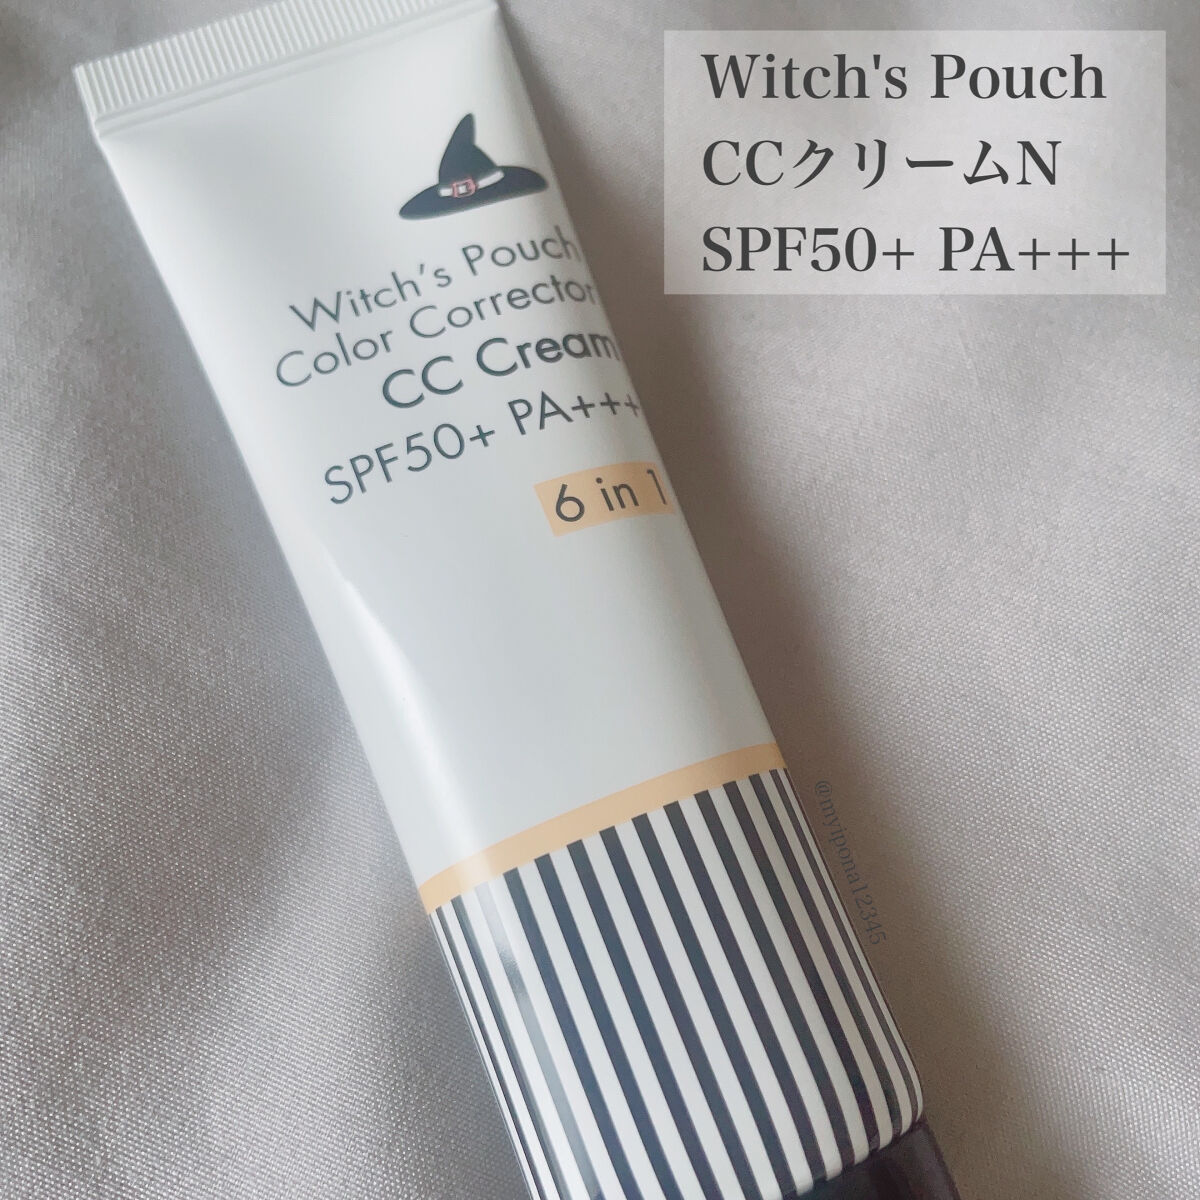 Witch's Pouch
CCクリームN
SPF50+ PA+++
Witch's Pouch
Color Corrector
CC Cream
SPF50+ PA+++
6 in 1
@myipona12345